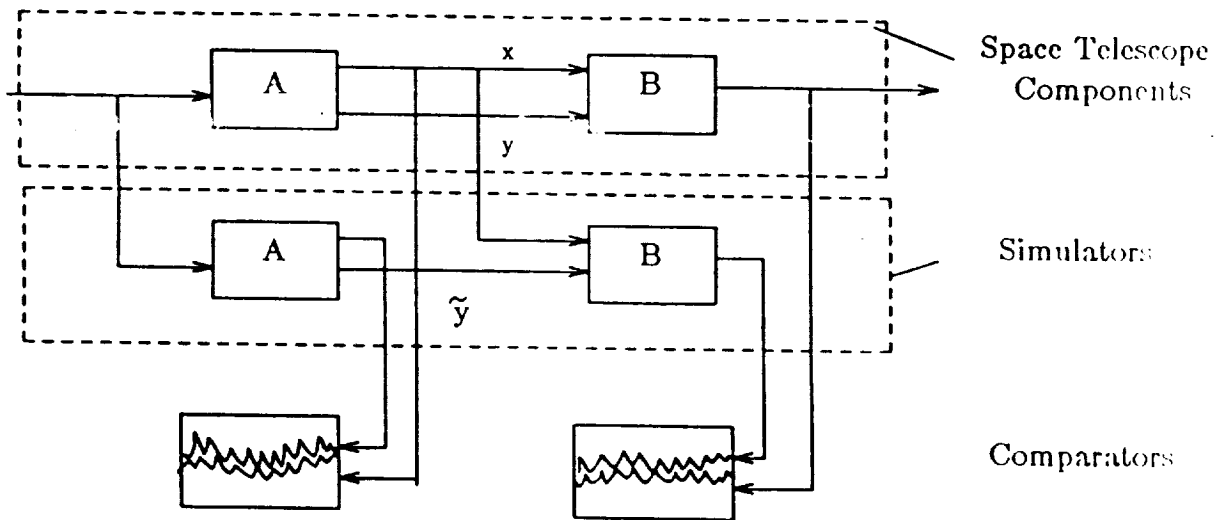 A
x
B
y
Space Telescope
Components
A
B
ỹ
Simulators
Comparators